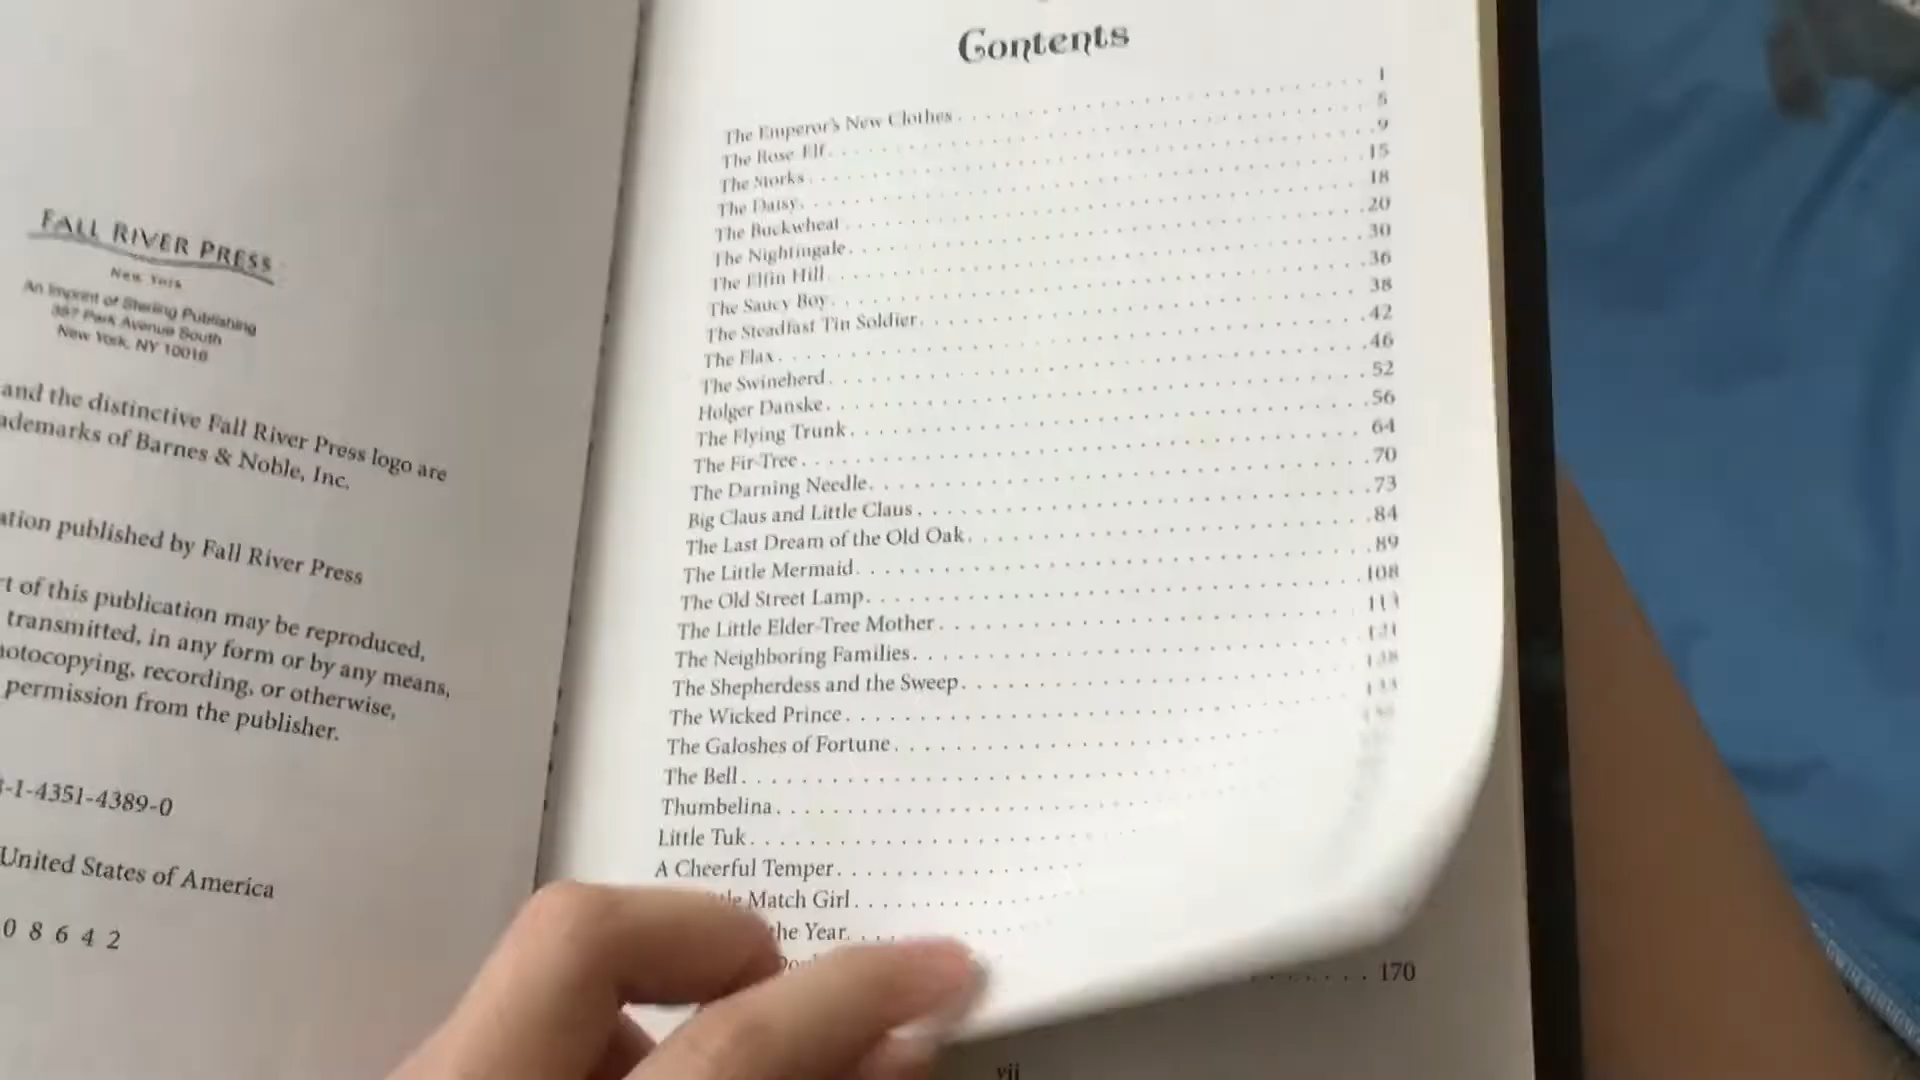 FALL RIVER PRESS
New York
An Imprint of Sterling Publishing
387 Park Avenue South
New York, NY 10016
and the distinctive Fall River Press logo are
ademarks of Barnes & Noble, Inc.
ation published by Fall River Press
rt of this publication may be reproduced,
transmitted, in any form or by any means,
hotocopying, recording, or otherwise,
permission from the publisher.
-1-4351-4389-0
United States of America
0 8 6 4 2
Contents
The Emperor's New Clothes . . . . . 1
The Rose Elf . . . . . 5
The Storks . . . . . 9
The Daisy . . . . . 15
The Buckwheat . . . . . 18
The Nightingale . . . . . 20
The Elfin Hill . . . . . 30
The Saucy Boy . . . . . 36
The Steadfast Tin Soldier . . . . . 38
The Flax . . . . . 42
The Swineherd . . . . . 46
Holger Danske . . . . . 52
The Flying Trunk . . . . . 56
The Fir-Tree . . . . . 64
The Darning Needle . . . . . 70
Big Claus and Little Claus . . . . . 73
The Last Dream of the Old Oak . . . . . 84
The Little Mermaid . . . . . 89
The Old Street Lamp . . . . . 108
The Little Elder-Tree Mother . . . . . 113
The Neighboring Families . . . . . 121
The Shepherdess and the Sweep . . . . .
The Wicked Prince . . . . . 133
The Galoshes of Fortune . . . . .
The Bell . . . . .
Thumbelina . . . . .
Little Tuk . . . . .
A Cheerful Temper . . . . .
Match Girl . . . . .
the Year . . . . .
. . . . . 170
vii